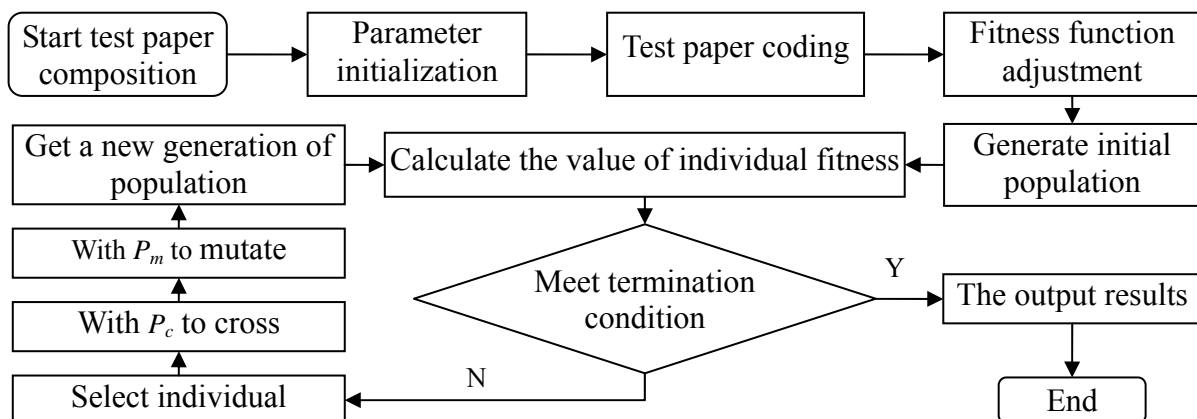 Start test paper
composition
Parameter
initialization
Test paper coding
Fitness function
adjustment
Generate initial
population
Calculate the value of individual fitness
Get a new generation of
population
With Pm to mutate
With Pc to cross
Select individual
Meet termination
condition
Y
N
The output results
End